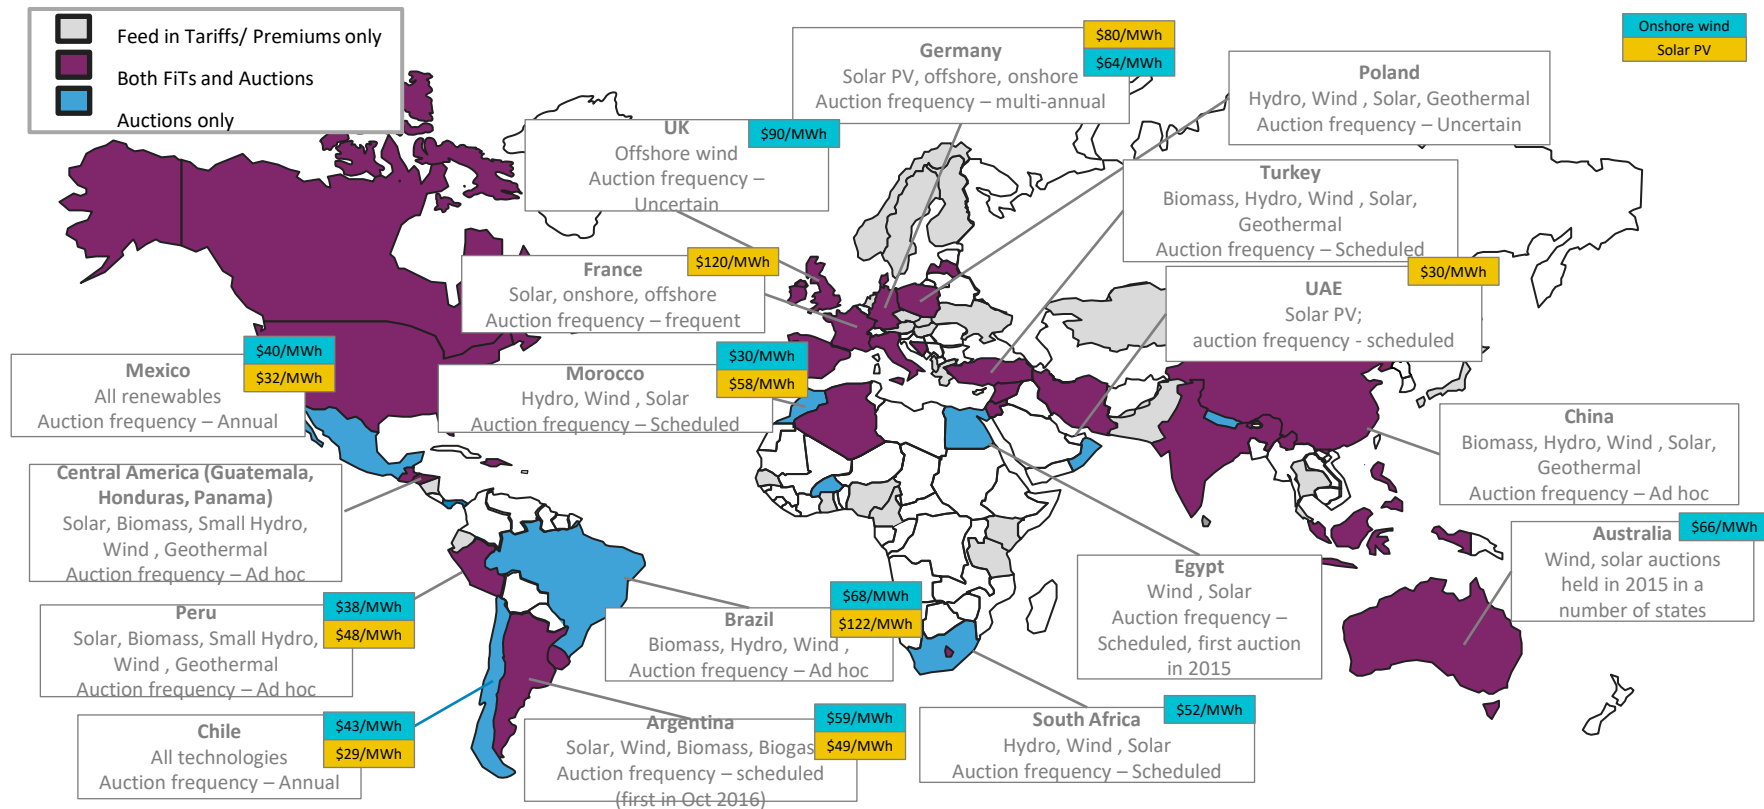 Feed in Tariffs/ Premiums only
Both FiTs and Auctions
Auctions only
Onshore wind
Solar PV
Germany
Solar PV, offshore, onshore
Auction frequency – multi-annual
$80/MWh
$64/MWh
Poland
Hydro, Wind , Solar, Geothermal
Auction frequency – Uncertain
UK
Offshore wind
Auction frequency –
Uncertain
$90/MWh
Turkey
Biomass, Hydro, Wind , Solar,
Geothermal
Auction frequency – Scheduled
France
Solar, onshore, offshore
Auction frequency – frequent
$120/MWh
UAE
Solar PV;
auction frequency - scheduled
$30/MWh
Mexico
All renewables
Auction frequency – Annual
$40/MWh
$32/MWh
Morocco
Hydro, Wind , Solar
Auction frequency – Scheduled
$30/MWh
$58/MWh
China
Biomass, Hydro, Wind , Solar,
Geothermal
Auction frequency – Ad hoc
Central America (Guatemala,
Honduras, Panama)
Solar, Biomass, Small Hydro,
Wind , Geothermal
Auction frequency – Ad hoc
Australia
Wind, solar auctions
held in 2015 in a
number of states
$66/MWh
Egypt
Wind , Solar
Auction frequency –
Scheduled, first auction
in 2015
Peru
Solar, Biomass, Small Hydro,
Wind , Geothermal
Auction frequency – Ad hoc
$38/MWh
$48/MWh
Brazil
Biomass, Hydro, Wind ,
Auction frequency – Ad hoc
$68/MWh
$122/MWh
Chile
All technologies
Auction frequency – Annual
$43/MWh
$29/MWh
Argentina
Solar, Wind, Biomass, Biogas
Auction frequency – scheduled
(first in Oct 2016)
$59/MWh
$49/MWh
South Africa
Hydro, Wind , Solar
Auction frequency – Scheduled
$52/MWh